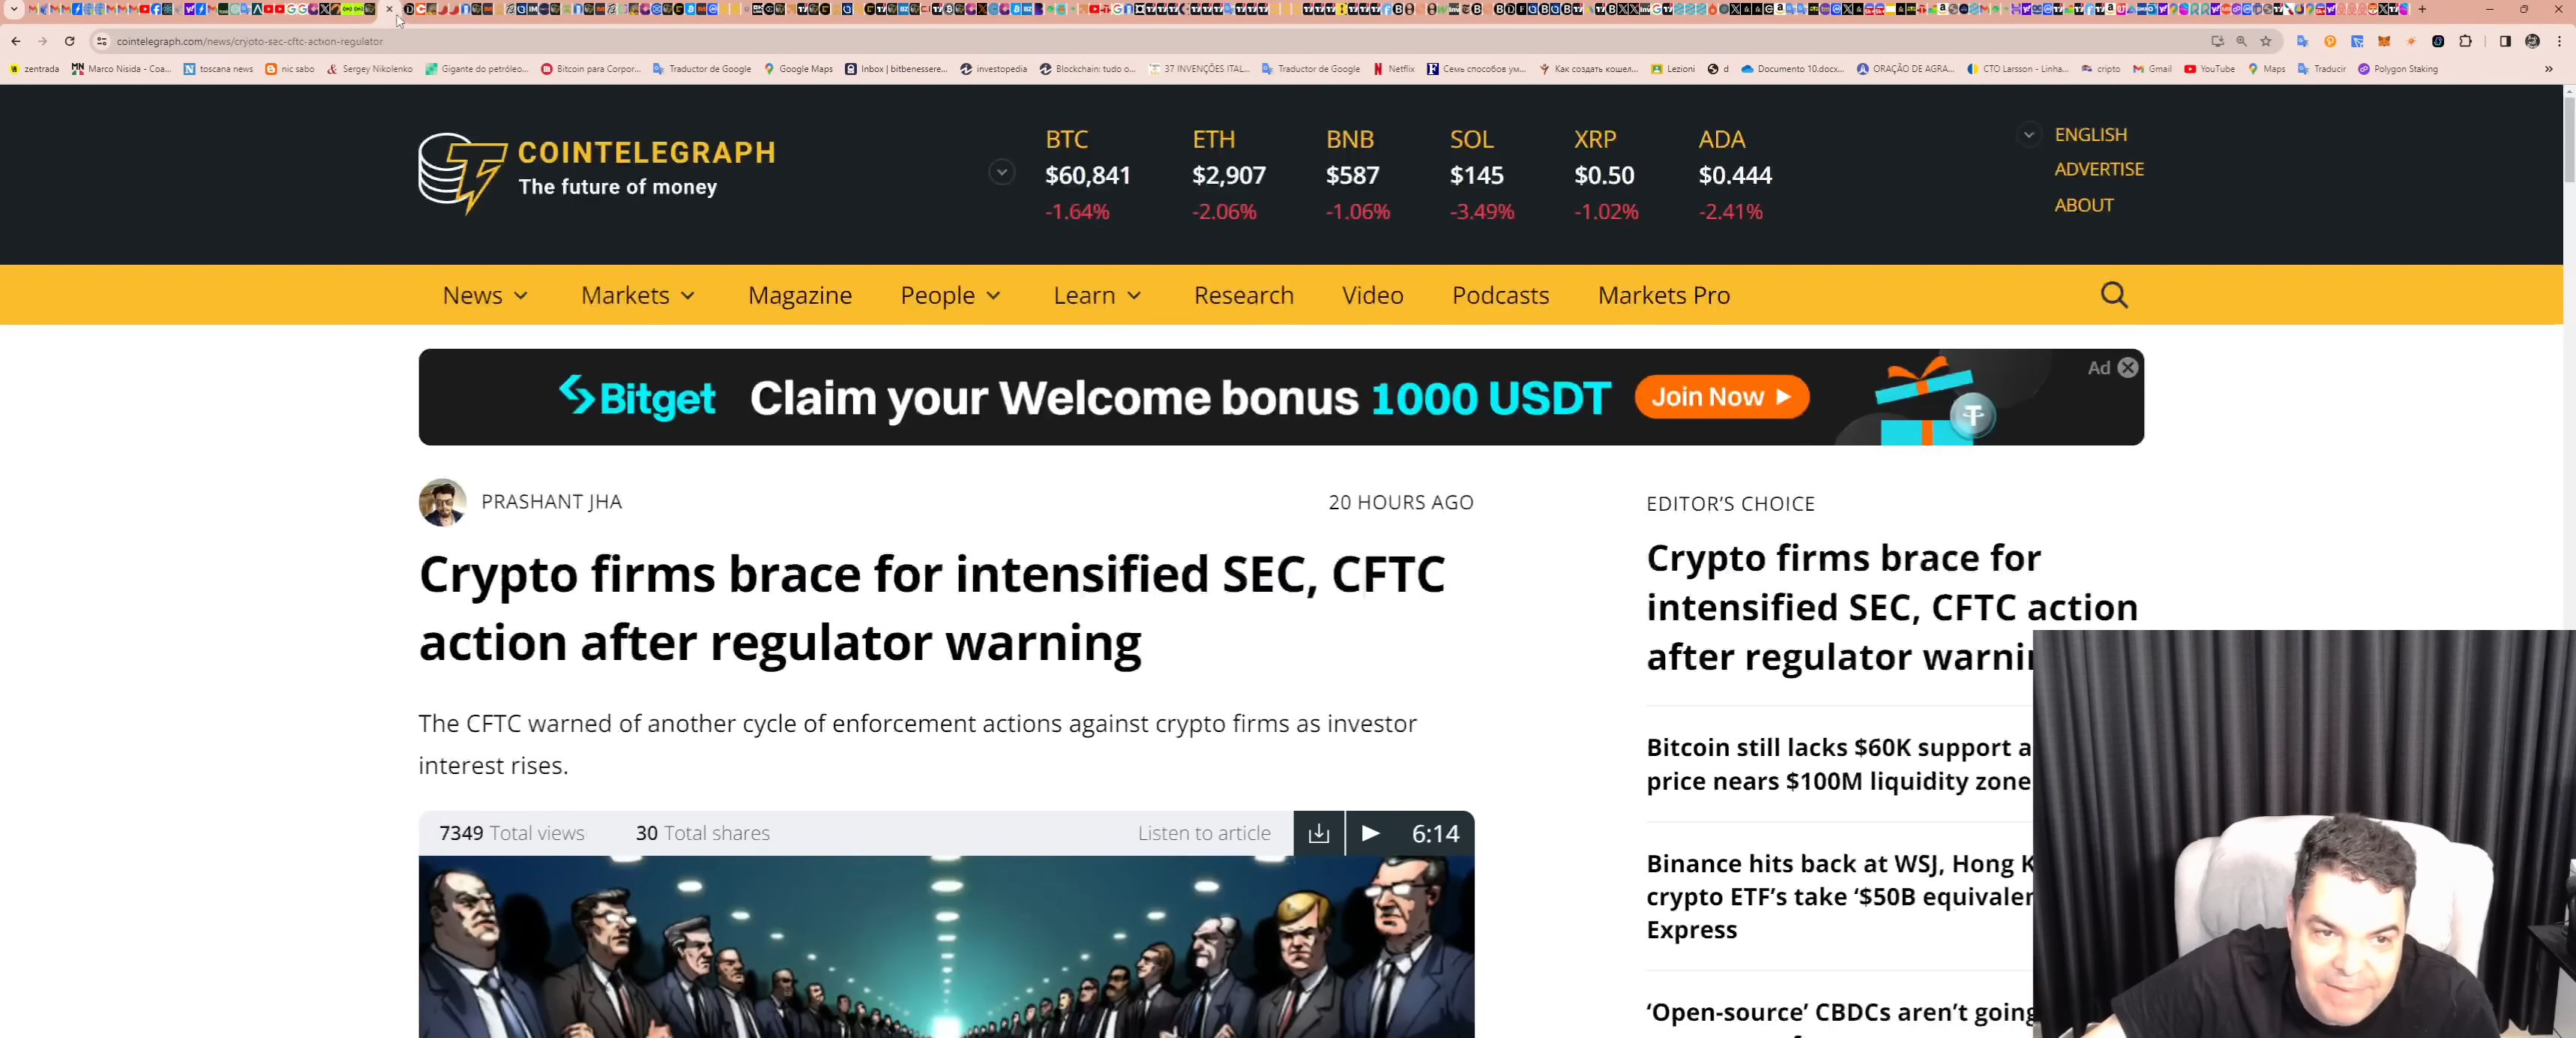 cointelegraph.com/news/crypto-sec-cftc-action-regulator
zentrada
Marco Nisida - Coa...
toscana news
nic sabo
Sergey Nikolenko
Gigante do petróleo...
Bitcoin para Corpor...
Traductor de Google
Google Maps
Inbox | bitbenessere...
investopedia
Blockchain: tudo o...
37 INVENÇÕES ITAL...
Traductor de Google
Netflix
Семь способов ум...
Как создать кошел...
Lezioni
d
Documento 10.docx...
ORAÇÃO DE AGRA...
CTO Larsson - Linha...
cripto
Gmail
YouTube
Maps
Traducir
Polygon Staking
COINTELEGRAPH
The future of money
BTC ETH BNB SOL XRP ADA
$60,841 $2,907 $587 $145 $0.50 $0.444
-1.64% -2.06% -1.06% -3.49% -1.02% -2.41%
ENGLISH
ADVERTISE
ABOUT
News Markets Magazine People Learn Research Video Podcasts Markets Pro
Bitget Claim your Welcome bonus 1000 USDT Join Now
Ad
PRASHANT JHA 20 HOURS AGO
Crypto firms brace for intensified SEC, CFTC
action after regulator warning
The CFTC warned of another cycle of enforcement actions against crypto firms as investor
interest rises.
7349 Total views 30 Total shares Listen to article 6:14
EDITOR'S CHOICE
Crypto firms brace for
intensified SEC, CFTC action
after regulator
Bitcoin still lacks $60K support
price nears $100M liquidity zone
Binance hits back at WSJ, Hong
crypto ETF's take '$50B
Express
'Open-source' CBDCs aren't going